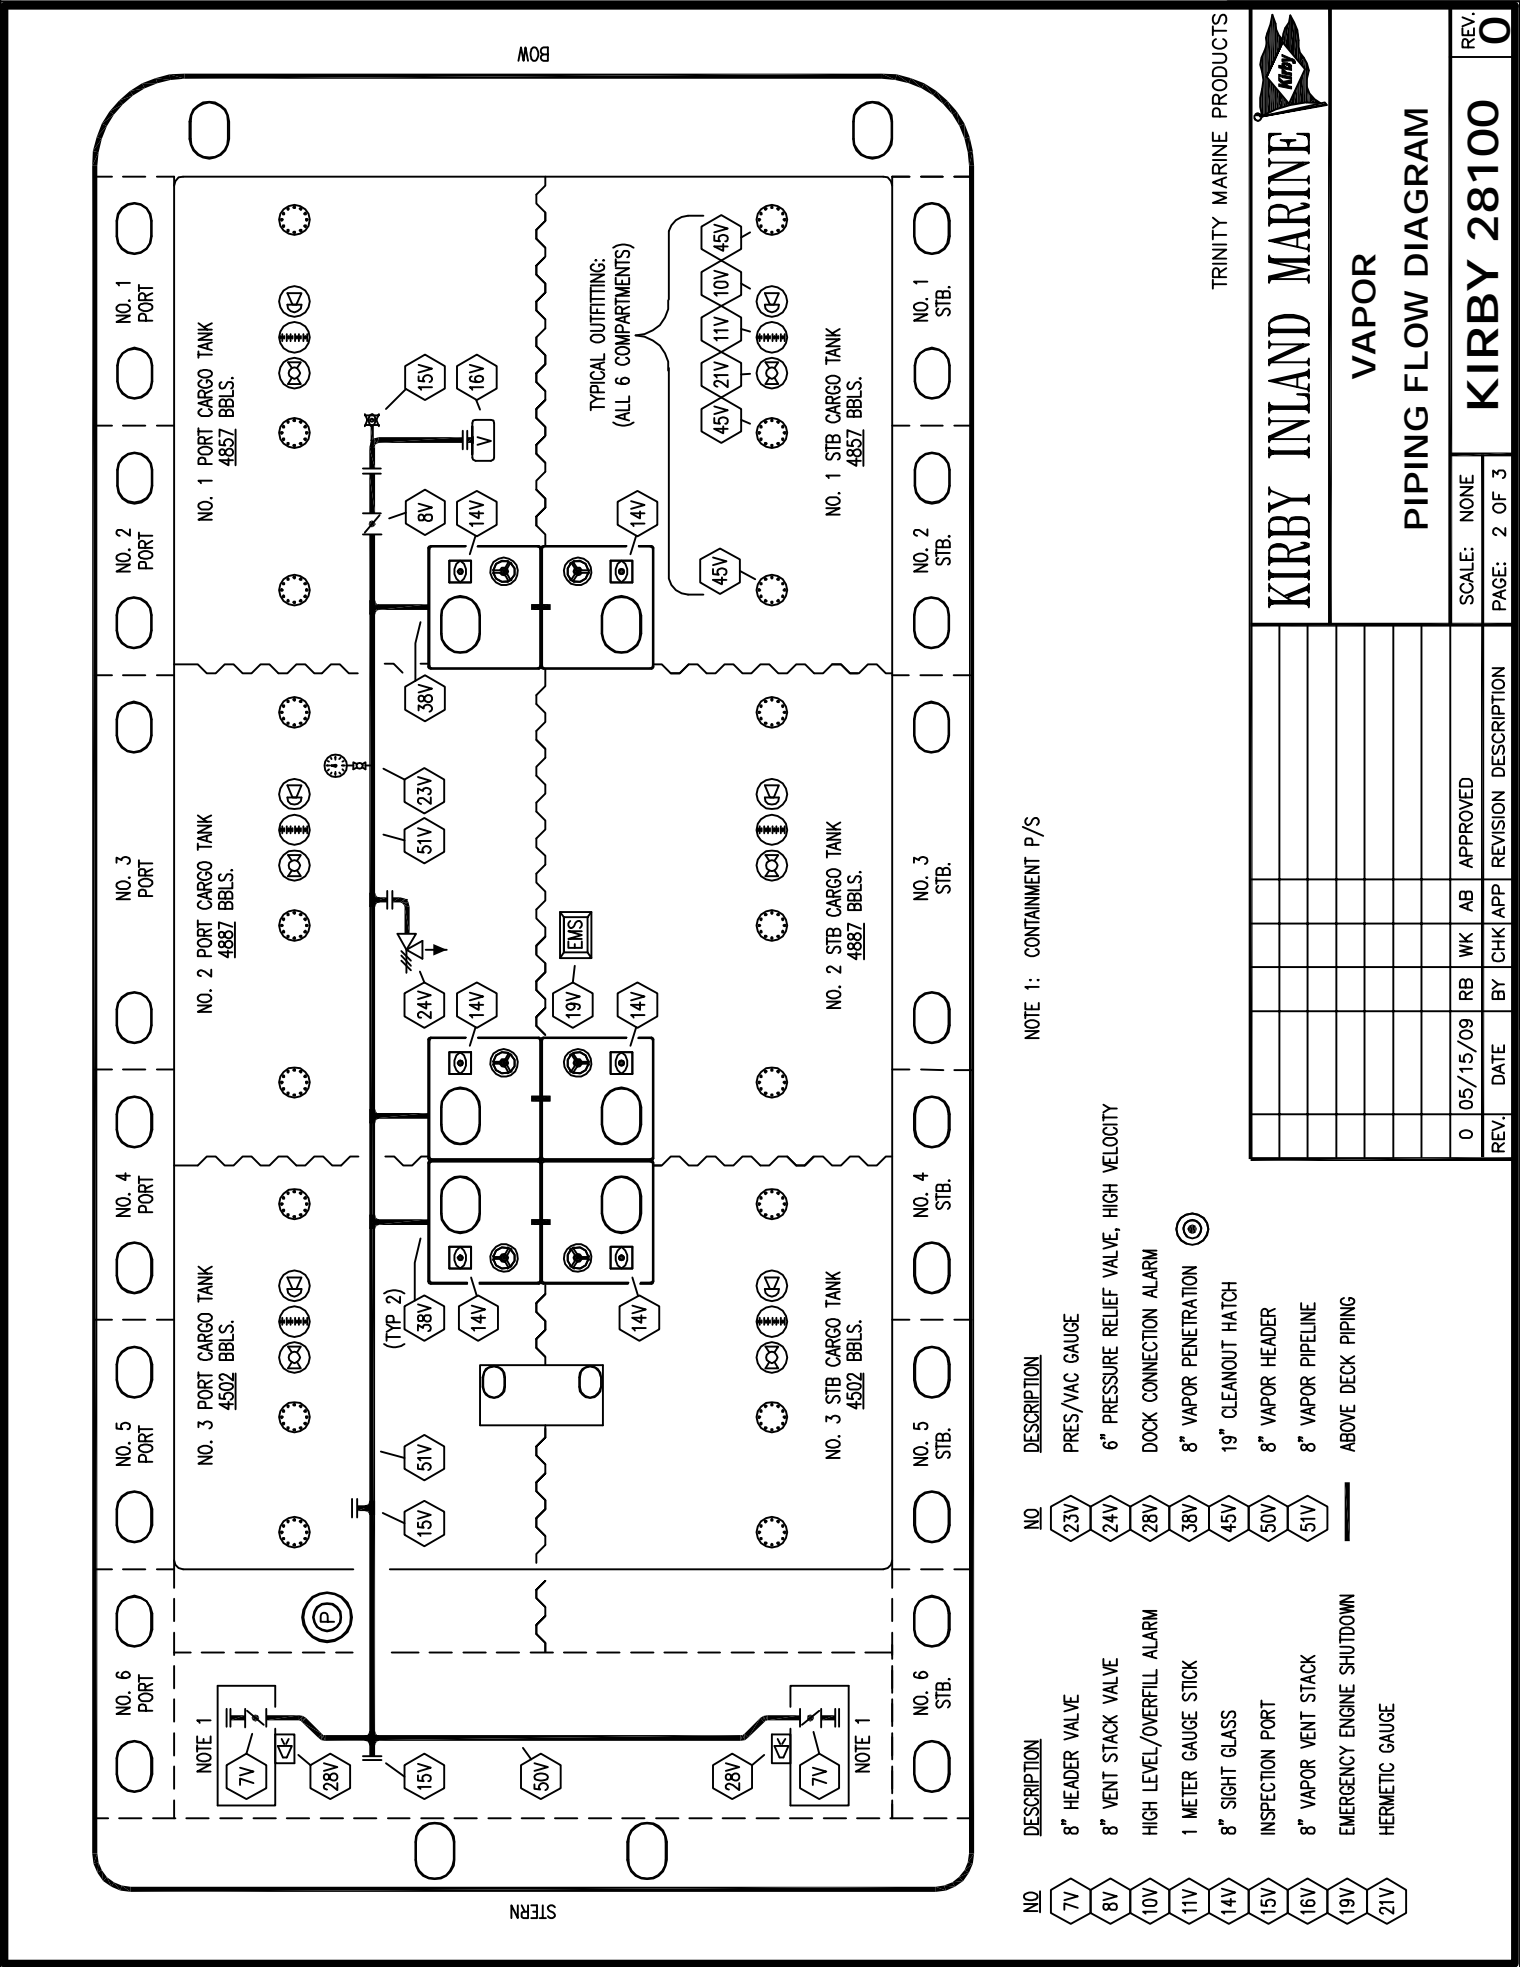 BOW
STERN
NO. 1
PORT
NO. 2
PORT
NO. 3
PORT
NO. 4
PORT
NO. 5
PORT
NO. 6
PORT
NO. 1 PORT CARGO TANK
4857 BBLS.
NO. 2 PORT CARGO TANK
4887 BBLS.
NO. 3 PORT CARGO TANK
4502 BBLS.
15V
16V
V
8V
14V
14V
38V
23V
51V
24V
14V
19V
EMS
14V
(TYP 2)
38V
14V
14V
51V
15V
P
NOTE 1
7V
28V
15V
50V
28V
7V
NOTE 1
TYPICAL OUTFITTING:
(ALL 6 COMPARTMENTS)
45V
21V
11V
10V
45V
45V
NO. 1 STB CARGO TANK
4857 BBLS.
NO. 2 STB CARGO TANK
4887 BBLS.
NO. 3 STB CARGO TANK
4502 BBLS.
NO. 1
STB.
NO. 2
STB.
NO. 3
STB.
NO. 4
STB.
NO. 5
STB.
NO. 6
STB.
NOTE 1: CONTAINMENT P/S
NO DESCRIPTION
7V 8" HEADER VALVE
8V 8" VENT STACK VALVE
10V HIGH LEVEL/OVERFILL ALARM
11V 1 METER GAUGE STICK
14V 8" SIGHT GLASS
15V INSPECTION PORT
16V 8" VAPOR VENT STACK
19V EMERGENCY ENGINE SHUTDOWN
21V HERMETIC GAUGE
NO DESCRIPTION
23V PRES/VAC GAUGE
24V 6" PRESSURE RELIEF VALVE, HIGH VELOCITY
28V DOCK CONNECTION ALARM
38V 8" VAPOR PENETRATION
45V 19" CLEANOUT HATCH
50V 8" VAPOR HEADER
51V 8" VAPOR PIPELINE
ABOVE DECK PIPING
TRINITY MARINE PRODUCTS
KIRBY INLAND MARINE
Kirby
VAPOR
PIPING FLOW DIAGRAM
0 05/15/09 RB WK AB APPROVED
REV. DATE BY CHK APP REVISION DESCRIPTION
SCALE: NONE
PAGE: 2 OF 3
KIRBY 28100
REV.
0